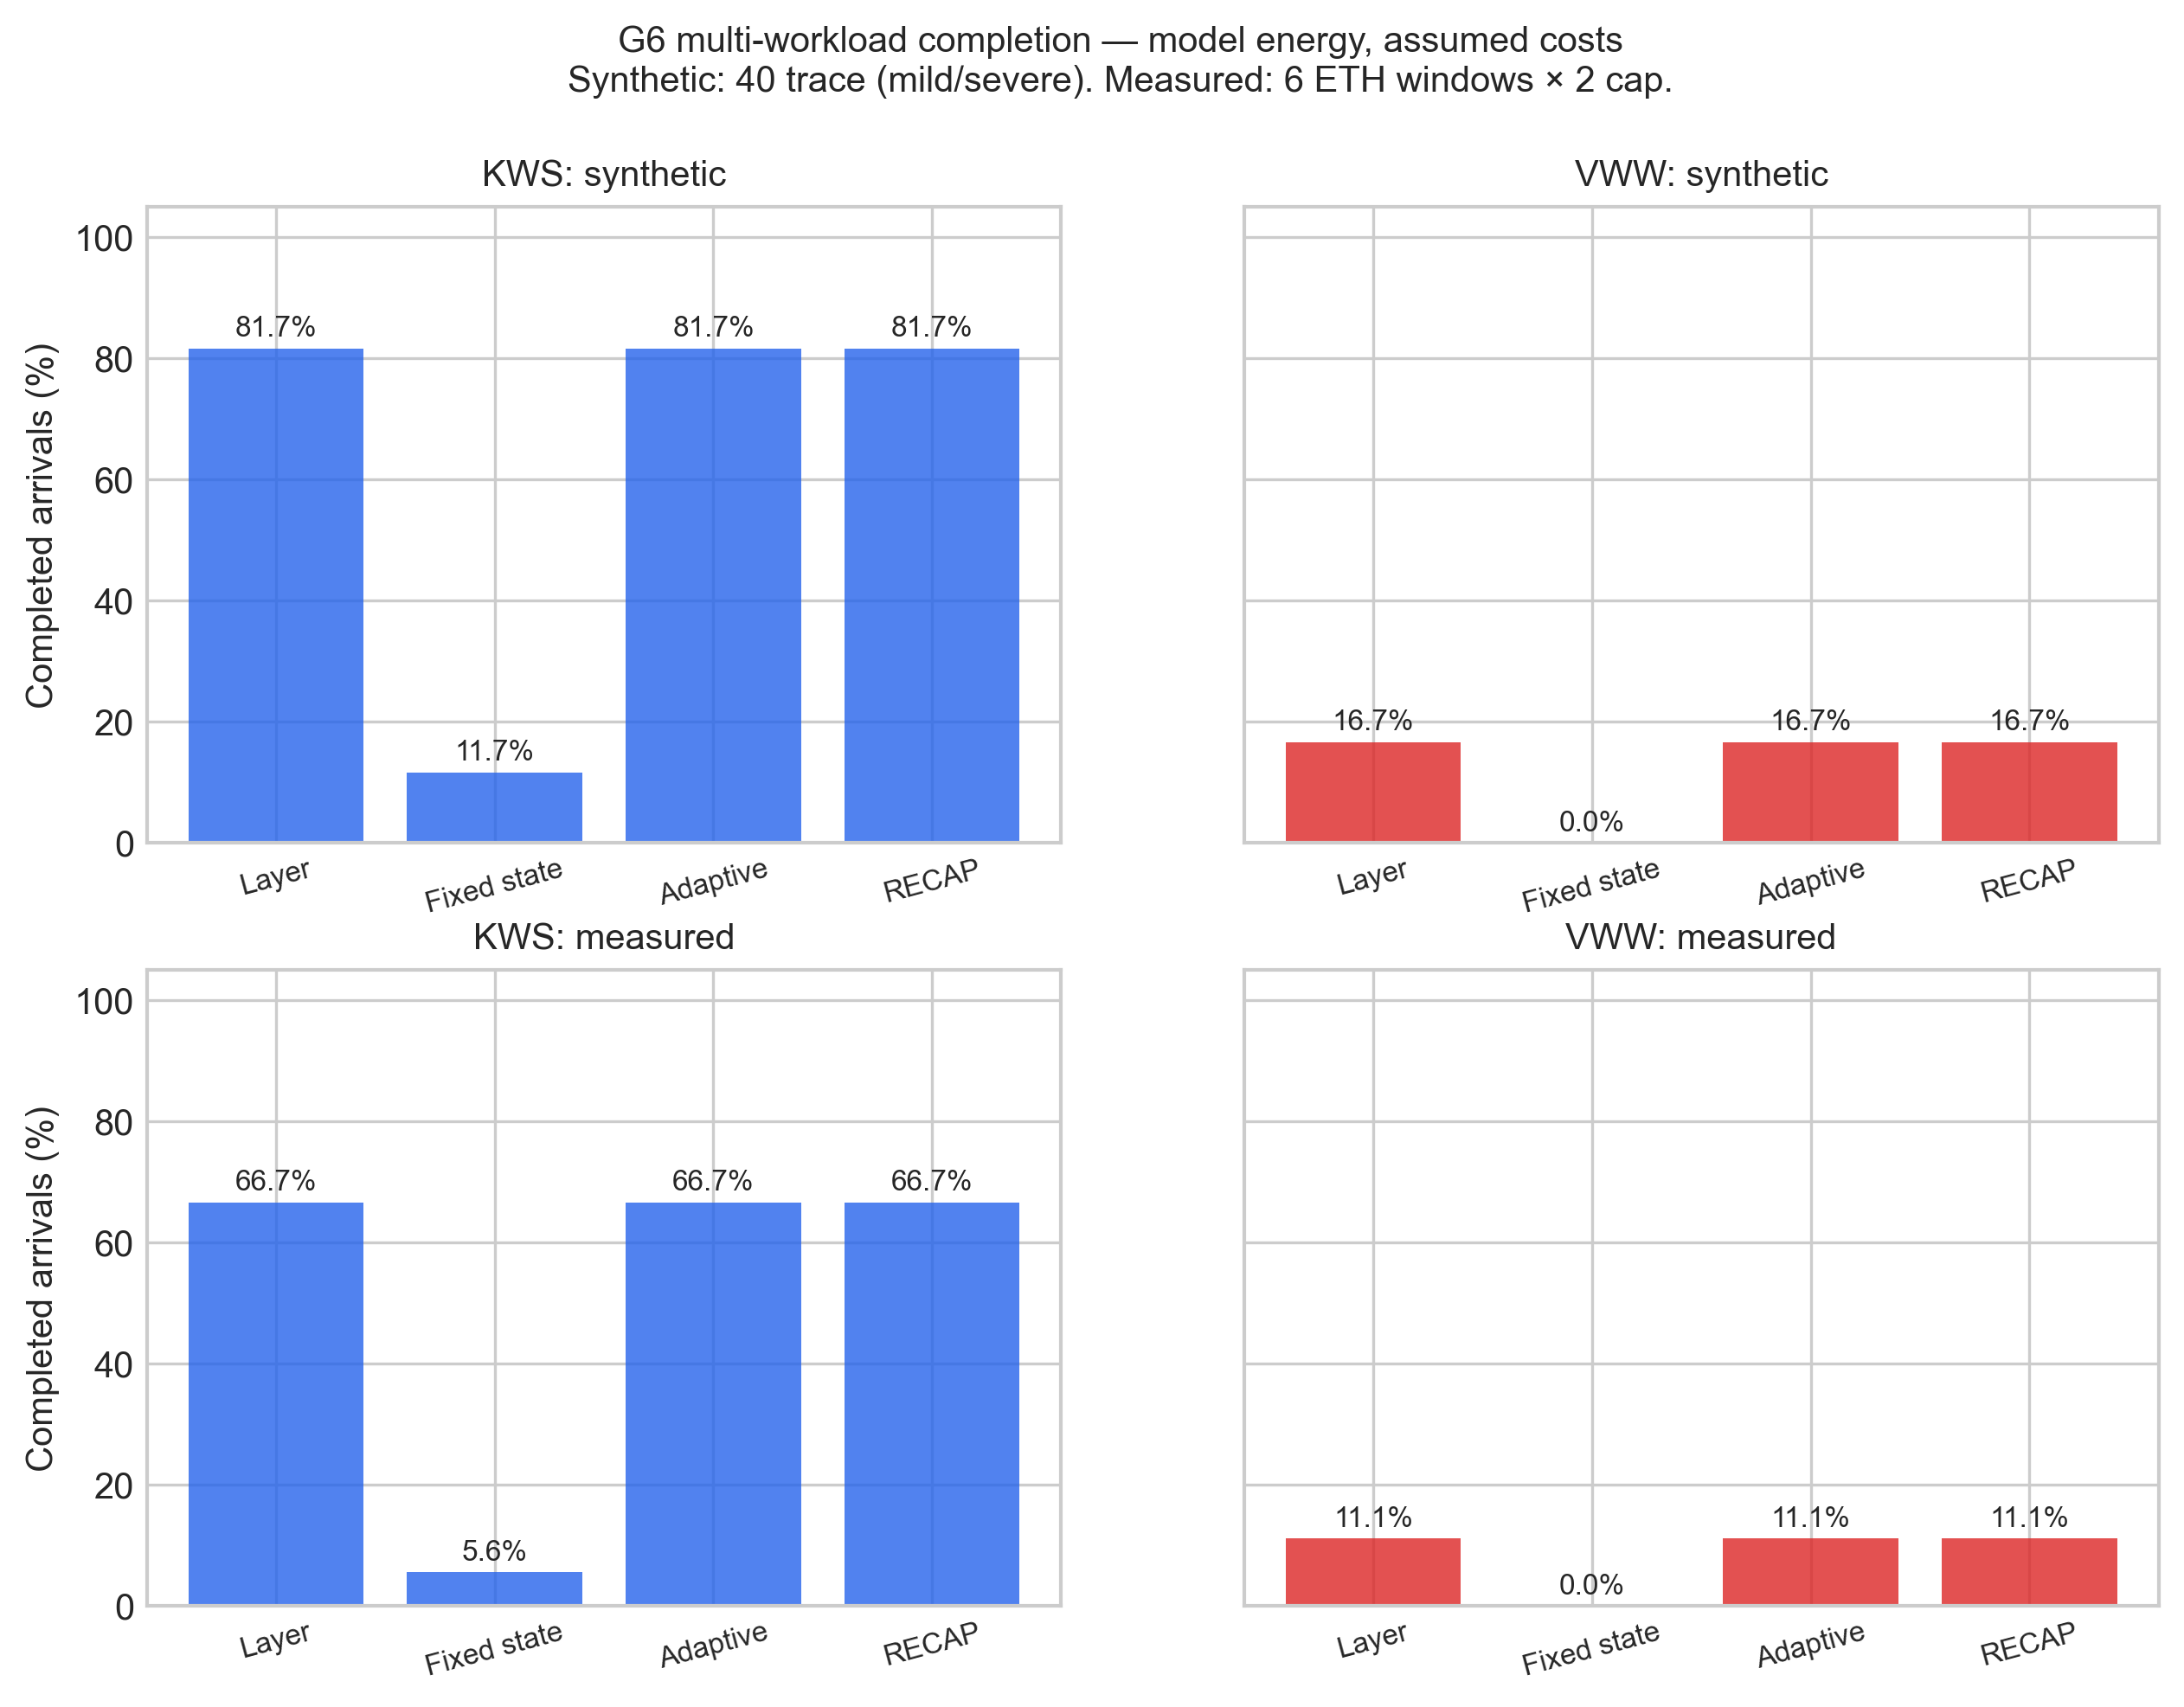 G6 multi-workload completion — model energy, assumed costs
Synthetic: 40 trace (mild/severe). Measured: 6 ETH windows × 2 cap.
KWS: synthetic
Completed arrivals (%)
100
80
60
40
20
0
81.7%
11.7%
81.7%
81.7%
Layer
Fixed state
Adaptive
RECAP
VWW: synthetic
16.7%
0.0%
16.7%
16.7%
Layer
Fixed state
Adaptive
RECAP
KWS: measured
Completed arrivals (%)
100
80
60
40
20
0
66.7%
5.6%
66.7%
66.7%
Layer
Fixed state
Adaptive
RECAP
VWW: measured
11.1%
0.0%
11.1%
11.1%
Layer
Fixed state
Adaptive
RECAP